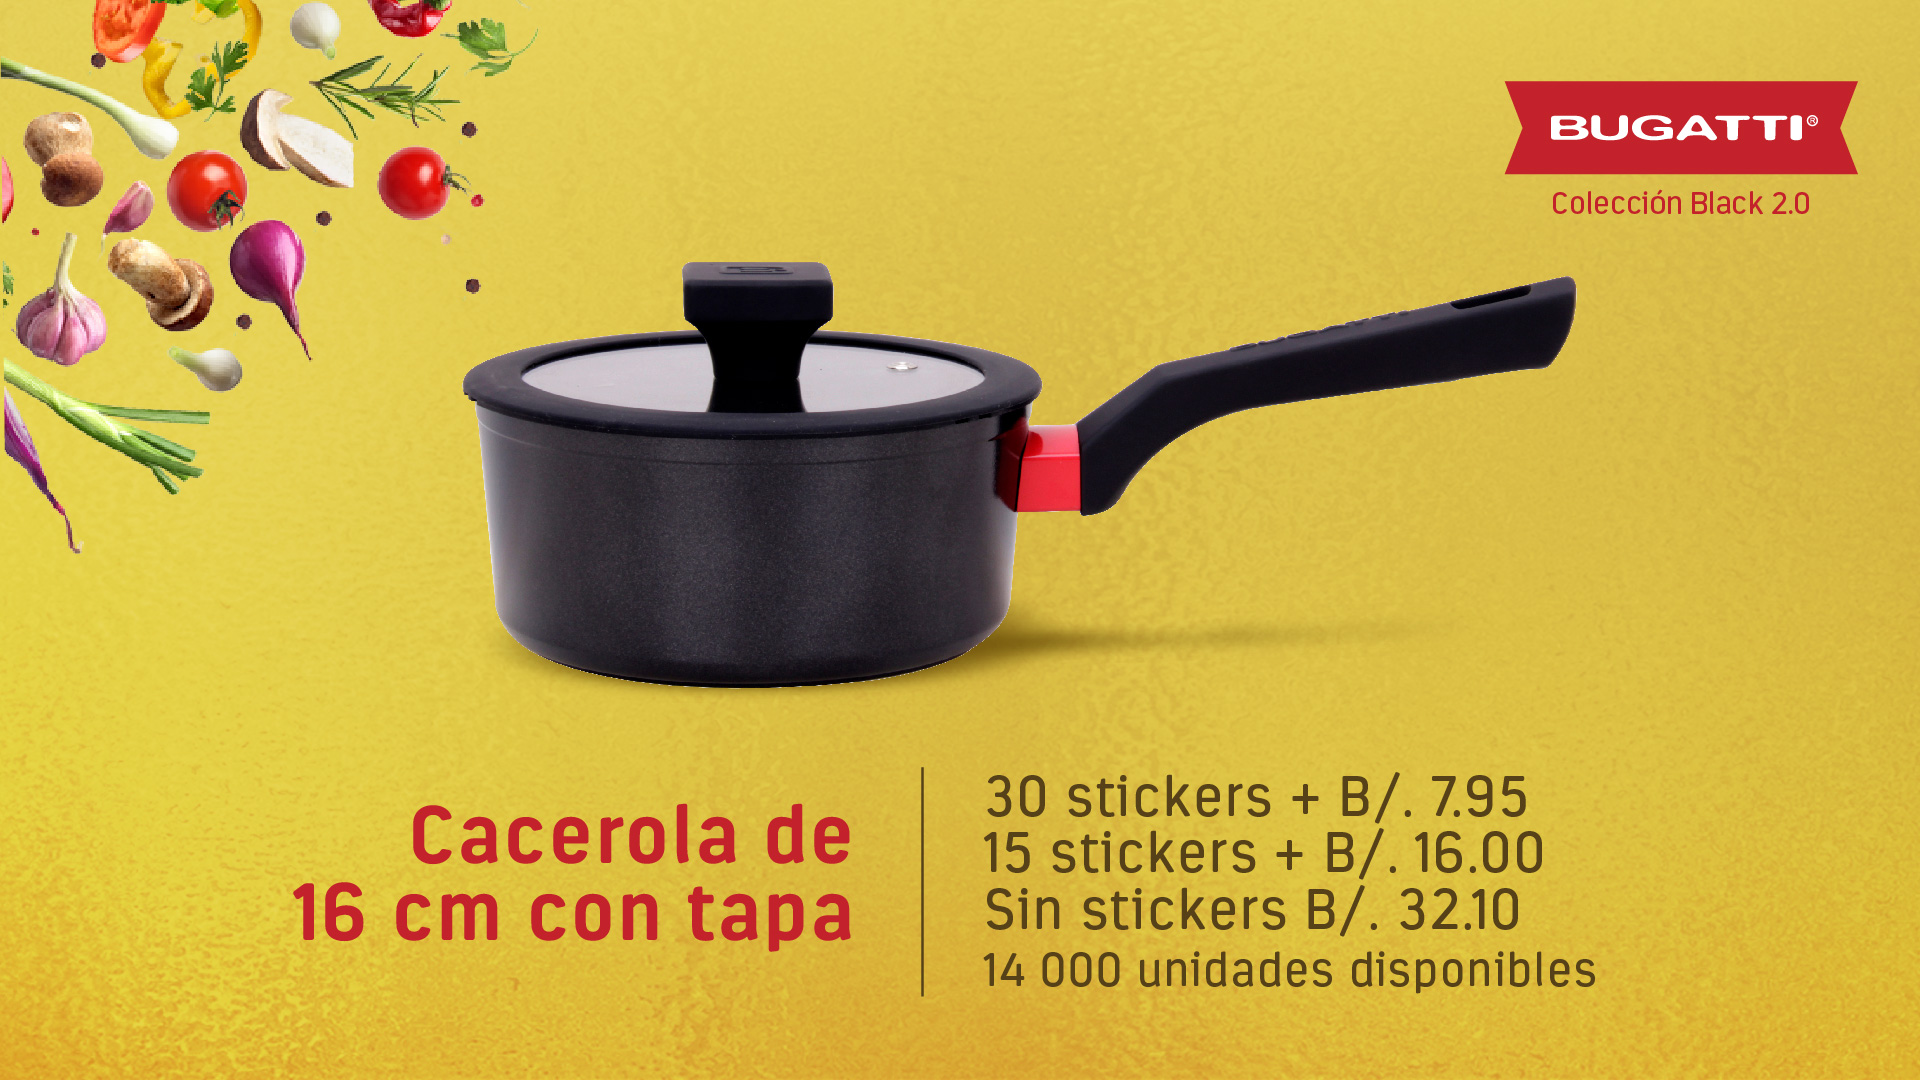 BUGATTI®
Colección Black 2.0
Cacerola de
16 cm con tapa
30 stickers + B/. 7.95
15 stickers + B/. 16.00
Sin stickers B/. 32.10
14 000 unidades disponibles